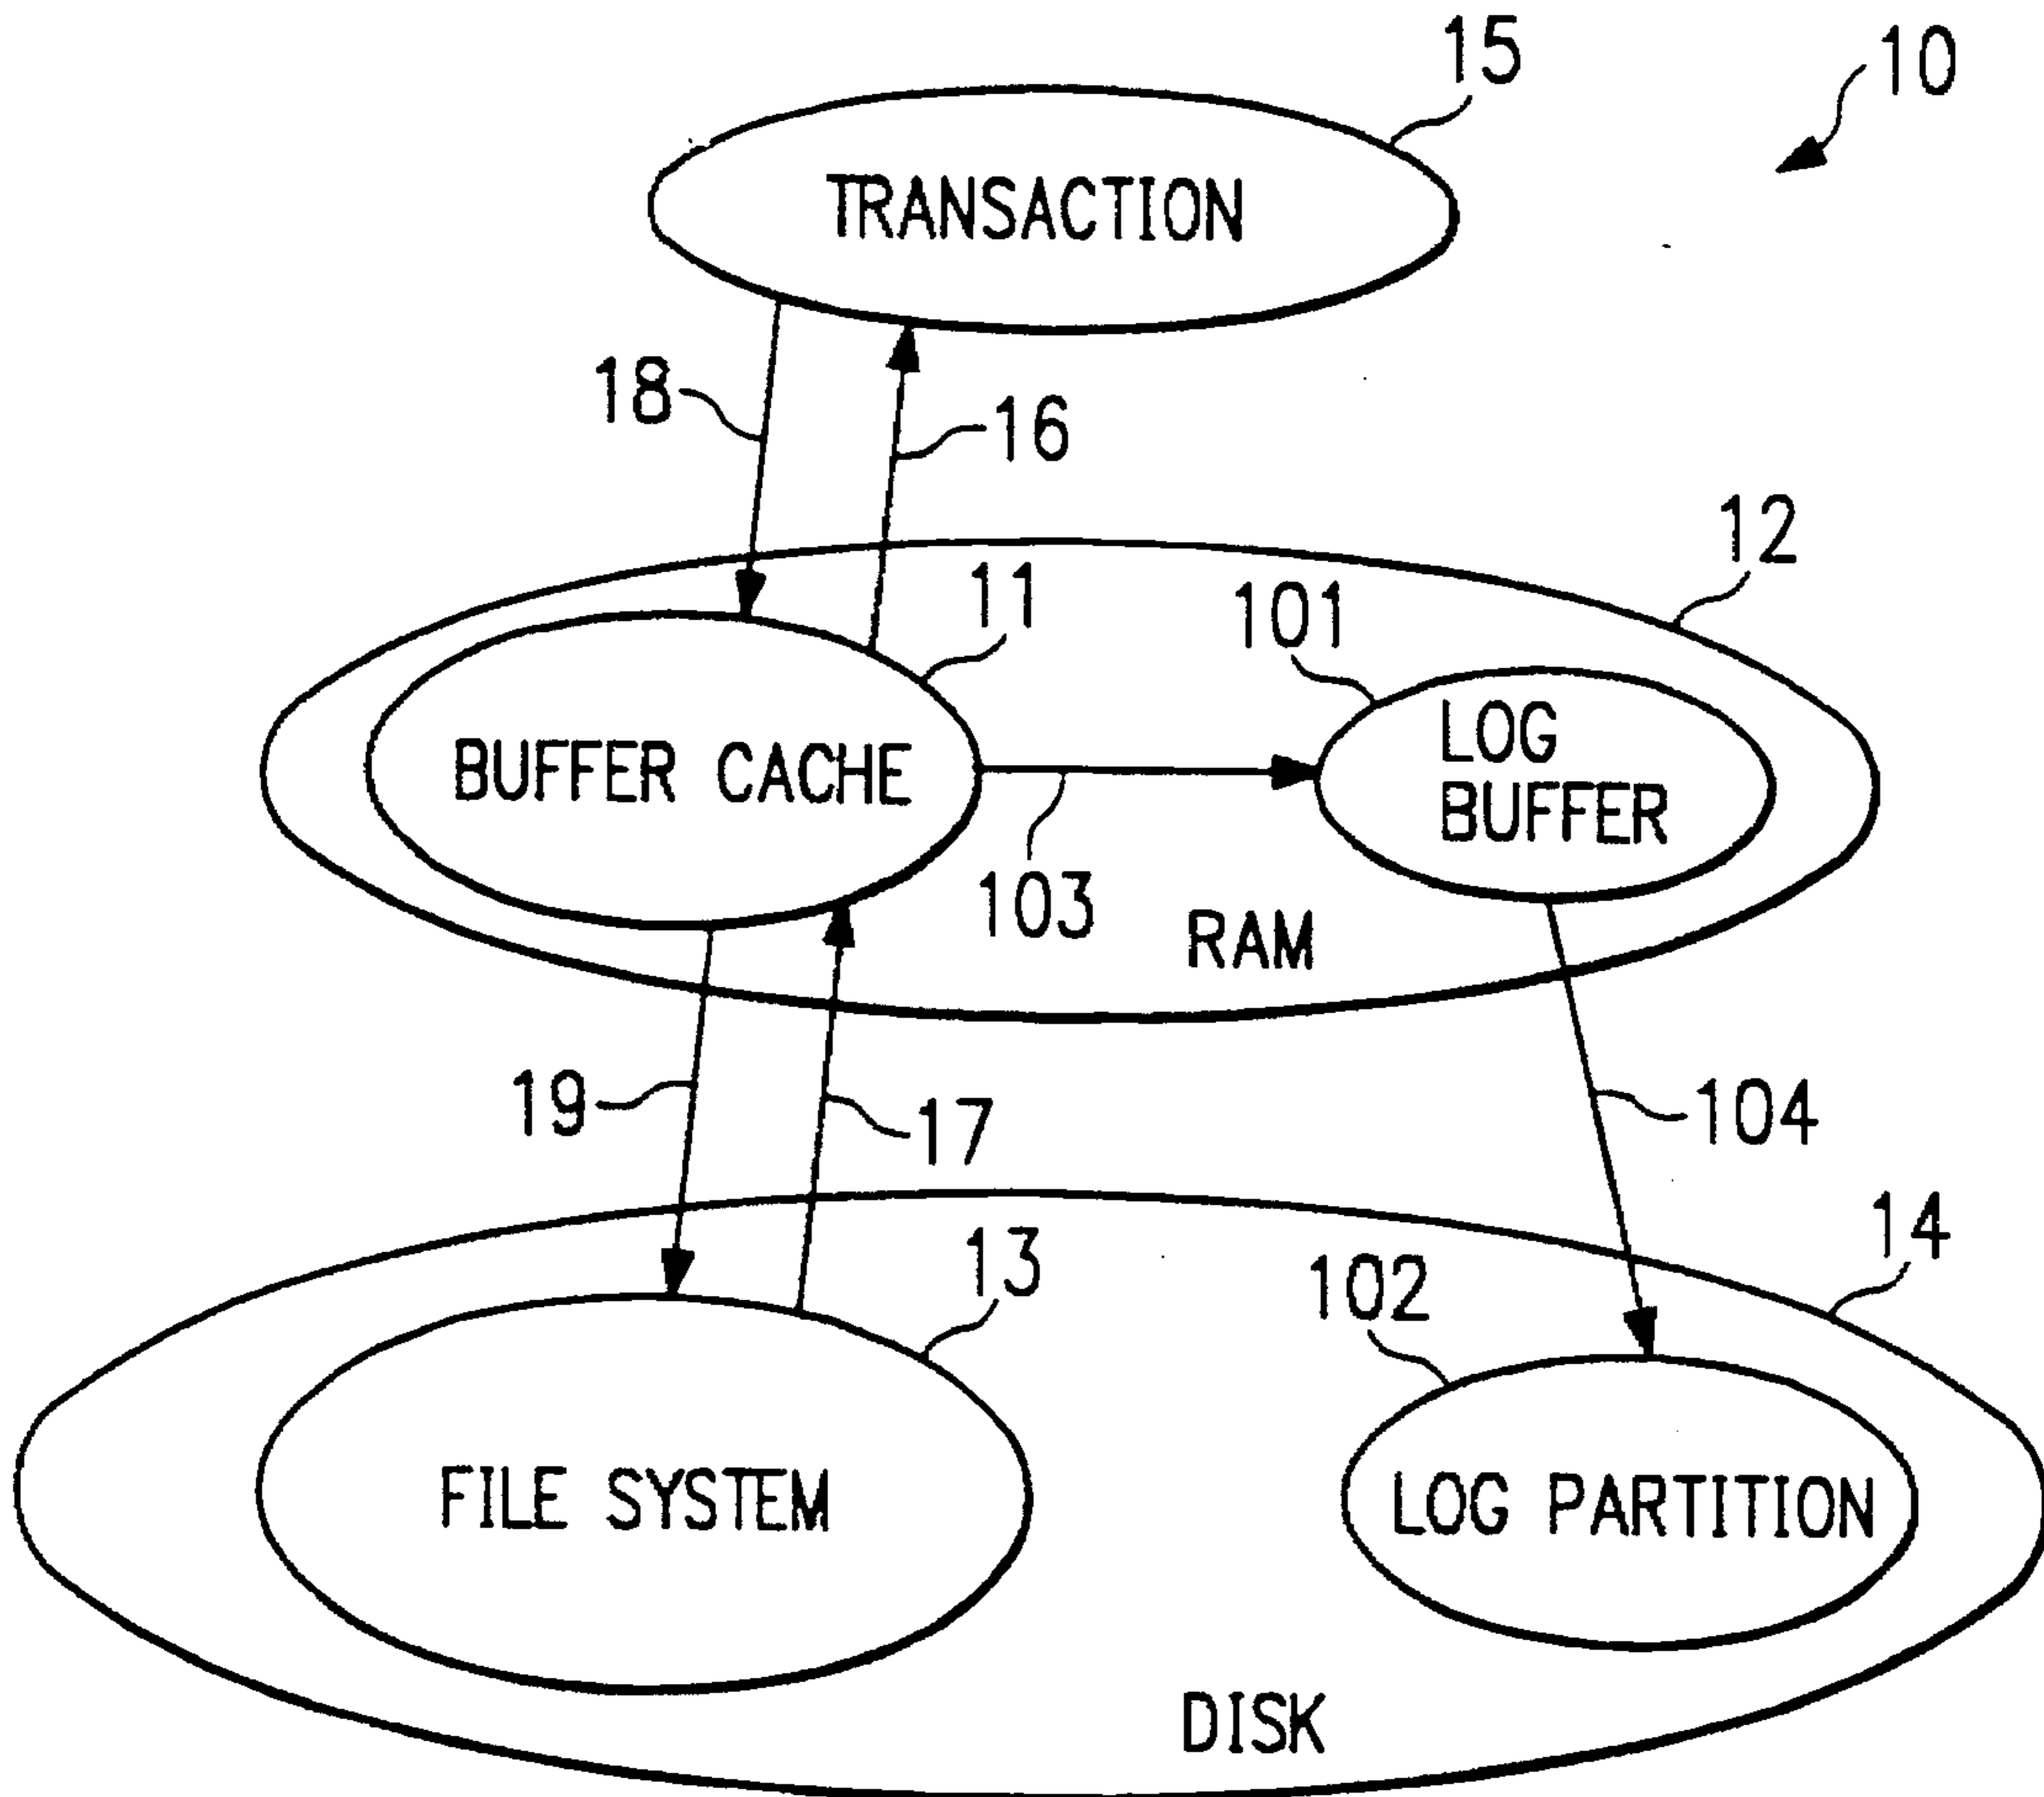 15
10
TRANSACTION
18
16
12
11
101
LOG
BUFFER
BUFFER CACHE
103
RAM
19
17
104
14
13
102
FILE SYSTEM
LOG PARTITION
DISK